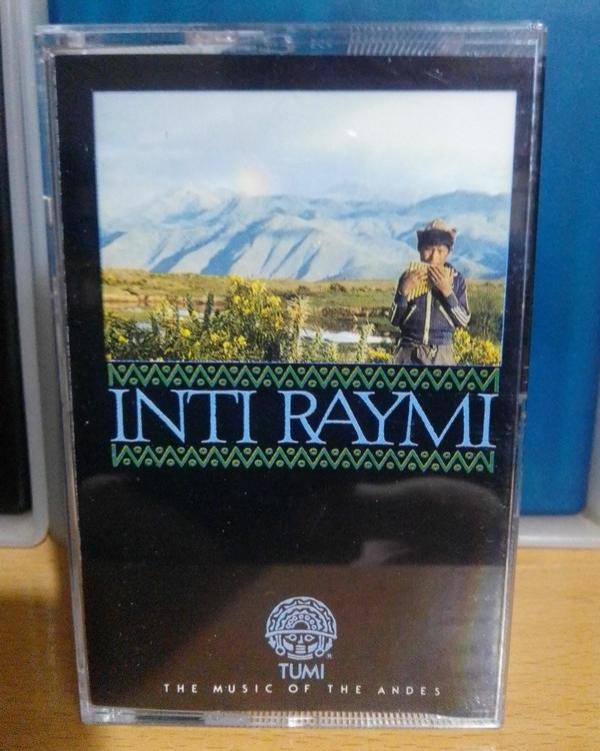 INTI RAYMI
TUMI
THE MUSIC OF THE ANDES